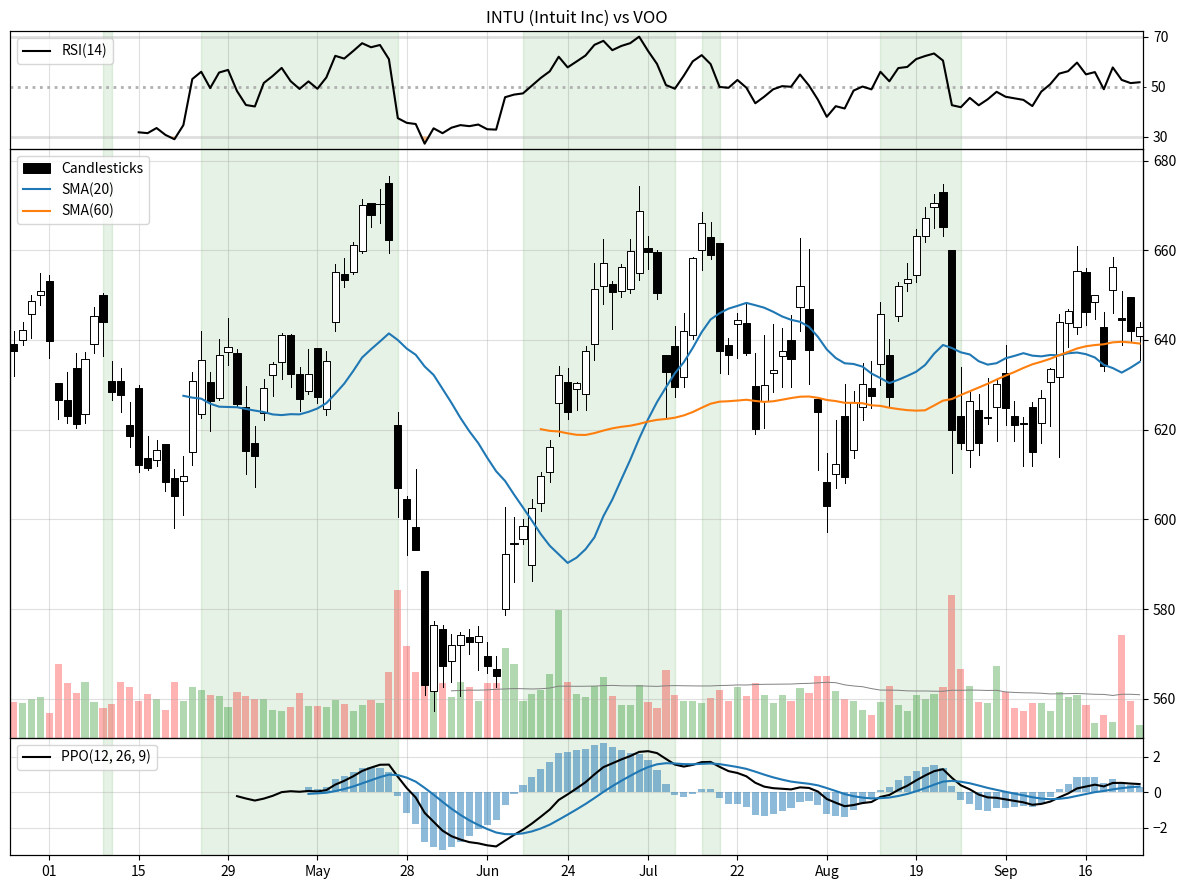 INTU (Intuit Inc) vs VOO
RSI(14)
70
50
30
Candlesticks
SMA(20)
SMA(60)
680
660
640
620
600
580
560
PPO(12, 26, 9)
2
0
−2
01 15 29 May 28 Jun 24 Jul 22 Aug 19 Sep 16